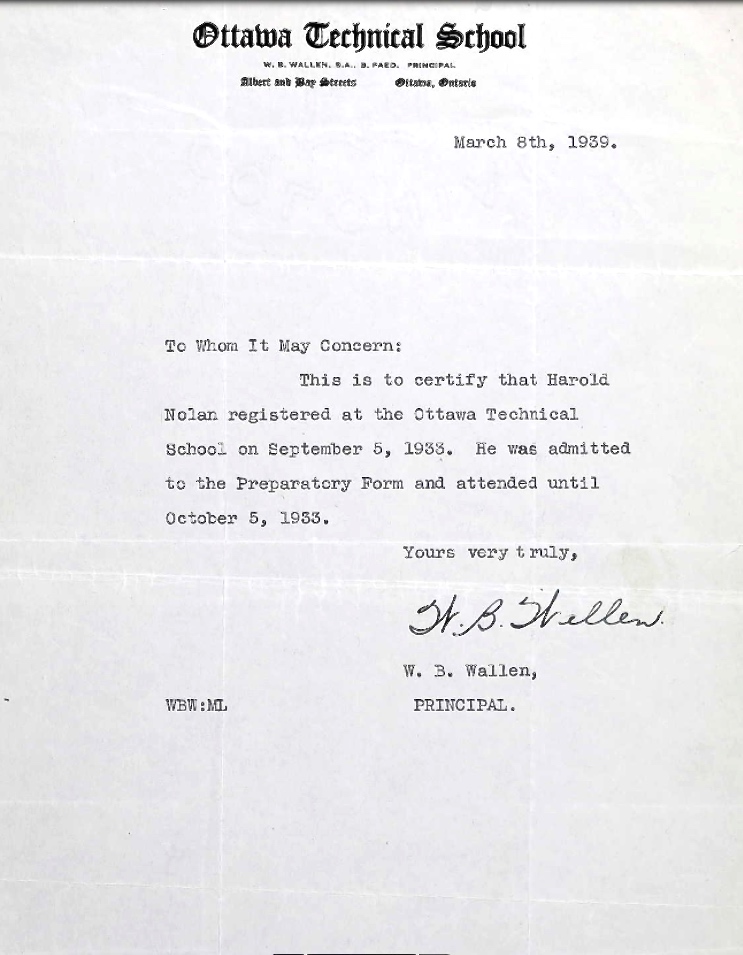 Ottawa Technical School
W. B. WALLEN, B.A., B. PAED. PRINCIPAL
Albert and Bay Streets Ottawa, Ontario
March 8th, 1939.
To Whom It May Concern:
This is to certify that Harold
Nolan registered at the Ottawa Technical
School on September 5, 1933. He was admitted
to the Preparatory Form and attended until
October 5, 1933.
Yours very truly,
W. B. Wallen.
W. B. Wallen,
WBW:ML PRINCIPAL.